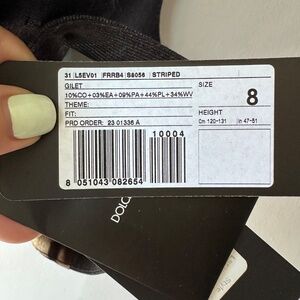 31 L5EV01 FRRB4 S8056 STRIPED
GILET
10%CO+03%EA+09%PA+44%PL+34%WV
THEME:
FIT:
PRD ORDER: 23 01336 A
10004
8 051043 082654
SIZE
8
HEIGHT
Cm 120-131 In 47-51
DOLC
Style